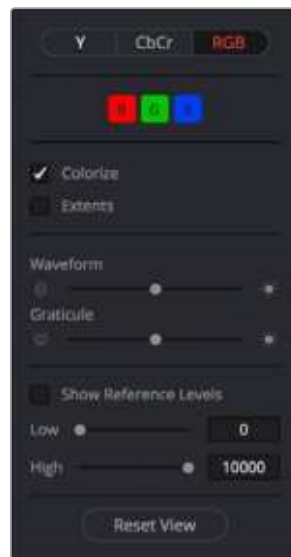 Y CbCr RGB
R G B
Colorize
Extents
Waveform
Graticule
Show Reference Levels
Low 0
High 10000
Reset View